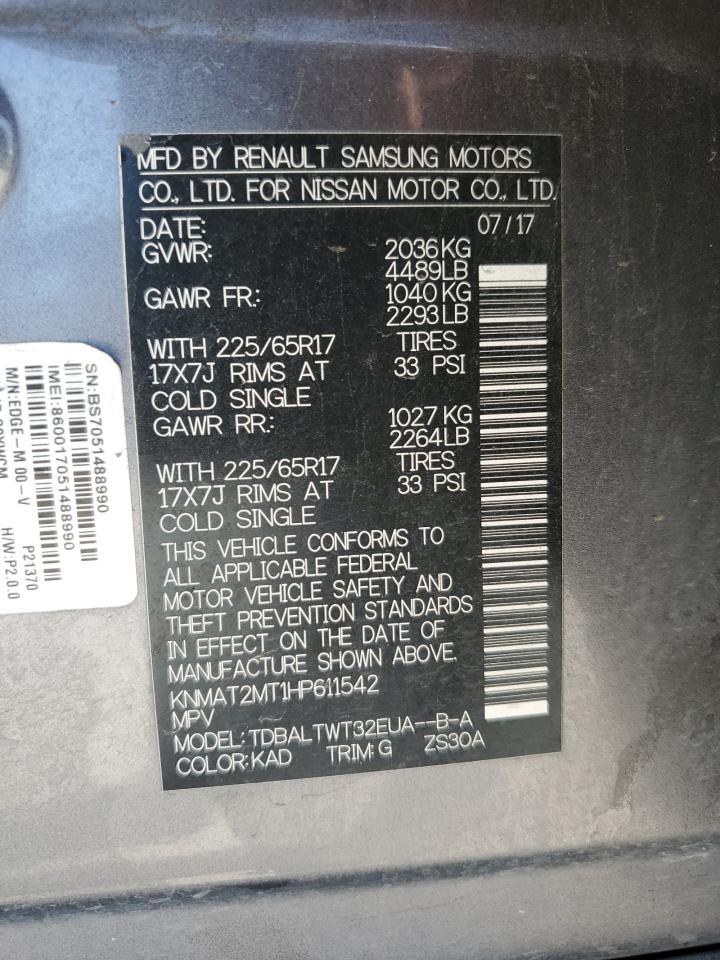 MFD BY RENAULT SAMSUNG MOTORS
CO., LTD. FOR NISSAN MOTOR CO., LTD.
DATE: 07/17
GVWR: 2036KG
4489LB
GAWR FR.: 1040KG
2293LB
WITH 225/65R17 TIRES
17X7J RIMS AT 33 PSI
COLD SINGLE
GAWR RR.: 1027KG
2264LB
WITH 225/65R17 TIRES
17X7J RIMS AT 33 PSI
COLD SINGLE
THIS VEHICLE CONFORMS TO
ALL APPLICABLE FEDERAL
MOTOR VEHICLE SAFETY AND
THEFT PREVENTION STANDARDS
IN EFFECT ON THE DATE OF
MANUFACTURE SHOWN ABOVE.
KNMAT2MT1HP611542
MPV
MODEL: TDBALTWT32EUA--B-A
COLOR: KAD TRIM: G ZS30A
SN:BS7051488990
IMEI:860017051488990
P21370
M/N:EDGE-M 00-V H/W:P2.0.0